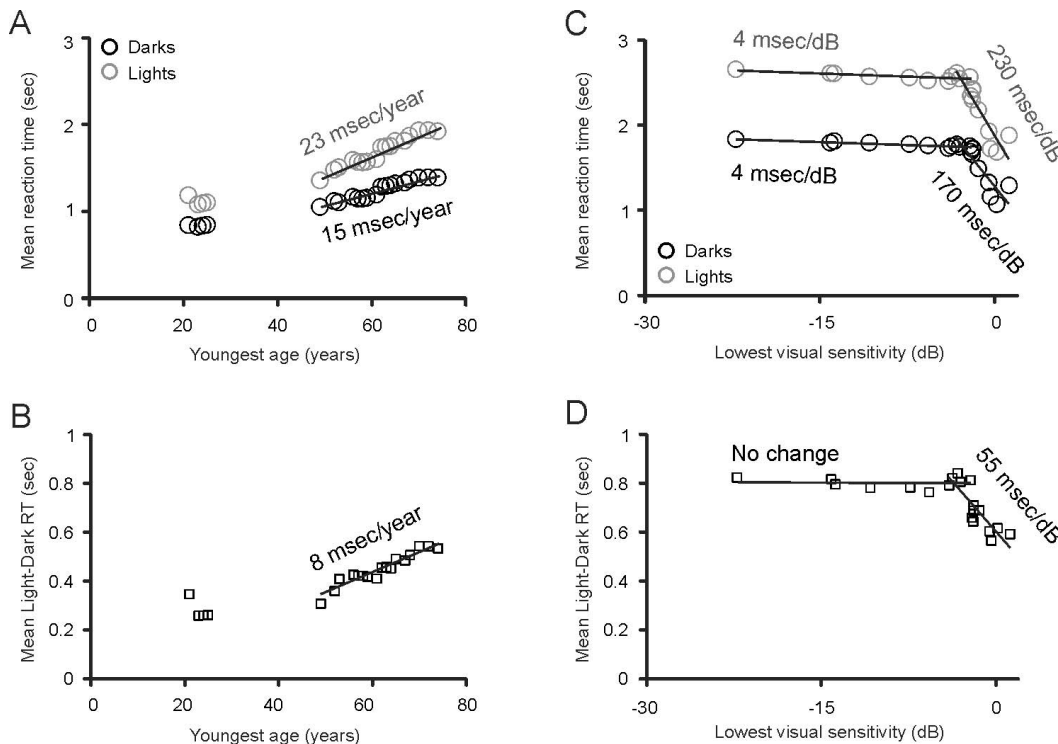 A
Darks
Lights
3
2
1
0
Mean reaction time (sec)
23 msec/year
15 msec/year
0
20
40
60
80
Youngest age (years)
C
3
2
1
0
Mean reaction time (sec)
4 msec/dB
230 msec/dB
4 msec/dB
170 msec/dB
Darks
Lights
-30
-15
0
Lowest visual sensitivity (dB)
B
1
0.8
0.6
0.4
0.2
0
Mean Light-Dark RT (sec)
8 msec/year
0
20
40
60
80
Youngest age (years)
D
1
0.8
0.6
0.4
0.2
0
Mean Light-Dark RT (sec)
No change
55 msec/dB
-30
-15
0
Lowest visual sensitivity (dB)